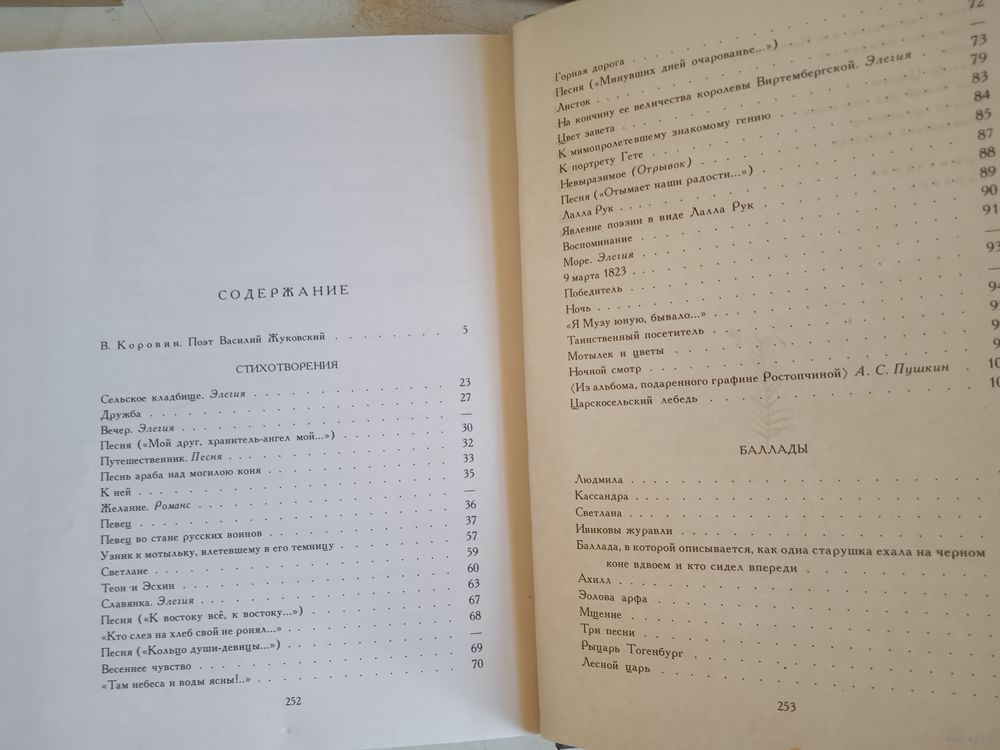 СОДЕРЖАНИЕ
В. Коровин. Поэт Василий Жуковский . . . . . . 5
СТИХОТВОРЕНИЯ
Сельское кладбище. Элегия . . . . . . 23
Дружба . . . . . . 27
Вечер. Элегия . . . . . . —
Песня («Мой друг, хранитель-ангел мой...») . . . . . . 30
Путешественник. Песня . . . . . . 32
Песнь араба над могилою коня . . . . . . 33
К ней . . . . . . 35
Желание. Романс . . . . . . —
Певец . . . . . . 36
Певец во стане русских воинов . . . . . . 37
Узник к мотыльку, влетевшему в его темницу . . . . . . 57
Светлане . . . . . . 59
Теон и Эсхин . . . . . . 60
Славянка. Элегия . . . . . . 63
Песня («К востоку всё, к востоку...») . . . . . . 67
«Кто слез на хлеб свой не ронял...» . . . . . . 68
Песня («Кольцо души-девицы...») . . . . . . —
Весеннее чувство . . . . . . 69
«Там небеса и воды ясны!..» . . . . . . 70
252
Горная дорога . . . . . .
Песня («Минувших дней очарованье...») . . . . . . 72
Листок . . . . . . —
На кончину ее величества королевы Виртембергской. Элегия 73
Цвет завета . . . . . . 79
К мимопролетевшему знакомому гению . . . . . . 83
К портрету Гете . . . . . . 84
Невыразимое (Отрывок) . . . . . . 85
Песня («Отымает наши радости...») . . . . . . 87
Лалла Рук . . . . . . 88
Явление поэзии в виде Лалла Рук . . . . . . 89
Воспоминание . . . . . . 90
Море. Элегия . . . . . . 91
9 марта 1823 . . . . . . —
Победитель . . . . . . 93
Ночь . . . . . . —
«Я Музу юную, бывало...» . . . . . . 94
Таинственный посетитель . . . . . .
Мотылек и цветы . . . . . .
Ночной смотр . . . . . .
〈Из альбома, подаренного графине Ростопчиной〉 А. С. Пушкин .
Царскосельский лебедь . . . . . .
БАЛЛАДЫ
Людмила . . . . . .
Кассандра . . . . . .
Светлана . . . . . .
Ивиковы журавли . . . . . .
Баллада, в которой описывается, как одна старушка ехала на черном
коне вдвоем и кто сидел впереди . . . . . .
Ахилл . . . . . .
Эолова арфа . . . . . .
Мщение . . . . . .
Три песни . . . . . .
Рыцарь Тогенбург . . . . . .
Лесной царь . . . . . .
253